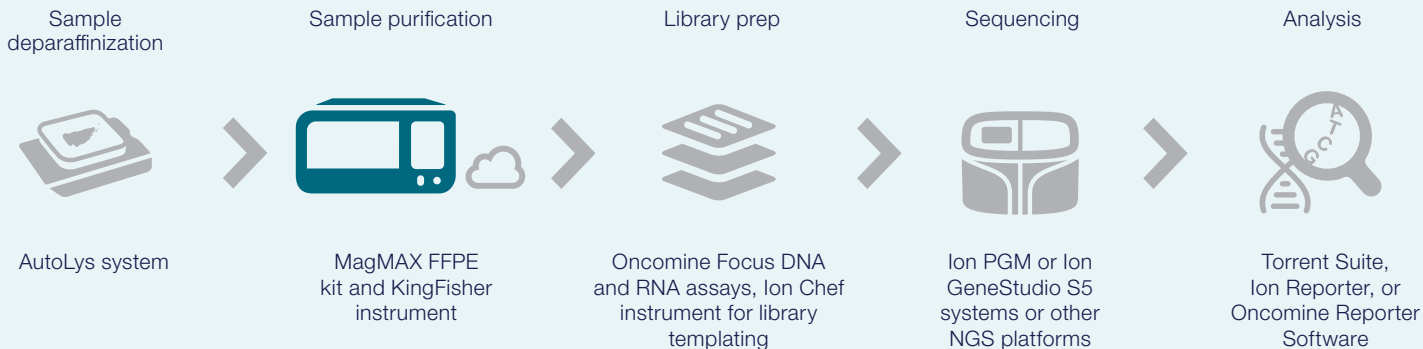 Sample
deparaffinization
Sample purification
Library prep
Sequencing
Analysis
A
T
C
G
AutoLys system
MagMAX FFPE
kit and KingFisher
instrument
Oncomine Focus DNA
and RNA assays, Ion Chef
instrument for library
templating
Ion PGM or Ion
GeneStudio S5
systems or other
NGS platforms
Torrent Suite,
Ion Reporter, or
Oncomine Reporter
Software